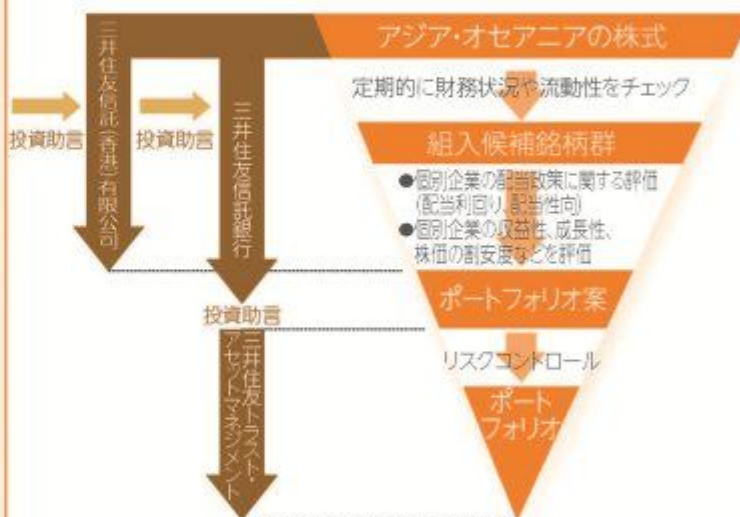 アジア・オセアニアの株式
定期的に財務状況や流動性をチェック
組入候補銘柄群
●個別企業の配当政策に関する評価
(配当利回り、配当性向)
●個別企業の収益性、成長性、
株価の割安度などを評価
ポートフォリオ案
リスクコントロール
ポート
フォリオ
投資助言
三井住友信託(香港)有限公司
投資助言
三井住友信託銀行
投資助言
三井住友トラスト・
アセットマネジメント